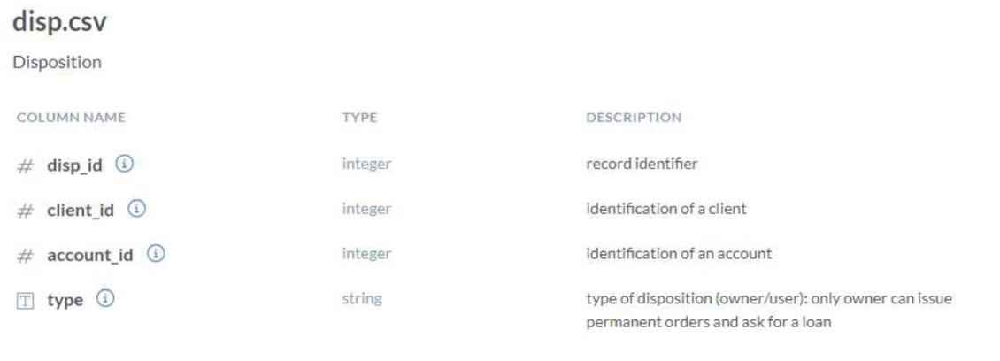 disp.csv
Disposition
COLUMN NAME TYPE DESCRIPTION
# disp_id i integer record identifier
# client_id i integer identification of a client
# account_id i integer identification of an account
T type i string type of disposition (owner/user): only owner can issue
permanent orders and ask for a loan